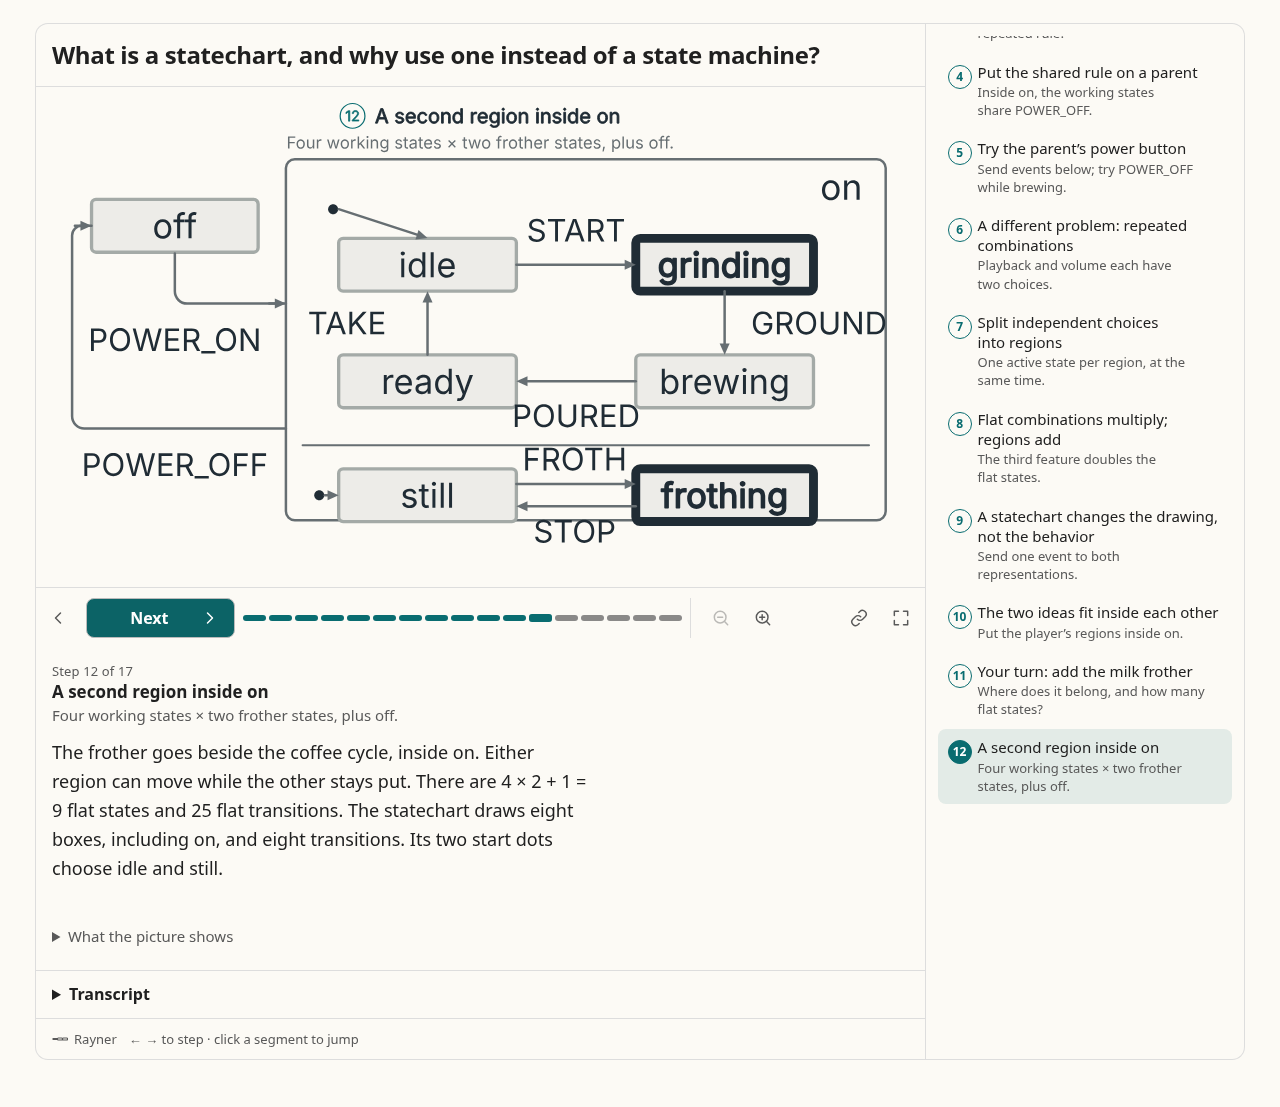 What is a statechart, and why use one instead of a state machine?
12 A second region inside on
Four working states × two frother states, plus off.
on
off
START
idle
grinding
TAKE
GROUND
POWER_ON
ready
brewing
POURED
POWER_OFF
FROTH
still
frothing
STOP
Next
Step 12 of 17
A second region inside on
Four working states × two frother states, plus off.
The frother goes beside the coffee cycle, inside on. Either
region can move while the other stays put. There are 4 × 2 + 1 =
9 flat states and 25 flat transitions. The statechart draws eight
boxes, including on, and eight transitions. Its two start dots
choose idle and still.
▶ What the picture shows
▶ Transcript
Rayner ← → to step · click a segment to jump
4 Put the shared rule on a parent
Inside on, the working states
share POWER_OFF.
5 Try the parent’s power button
Send events below; try POWER_OFF
while brewing.
6 A different problem: repeated
combinations
Playback and volume each have
two choices.
7 Split independent choices
into regions
One active state per region, at the
same time.
8 Flat combinations multiply;
regions add
The third feature doubles the
flat states.
9 A statechart changes the drawing,
not the behavior
Send one event to both
representations.
10 The two ideas fit inside each other
Put the player’s regions inside on.
11 Your turn: add the milk frother
Where does it belong, and how many
flat states?
12 A second region inside on
Four working states × two frother
states, plus off.